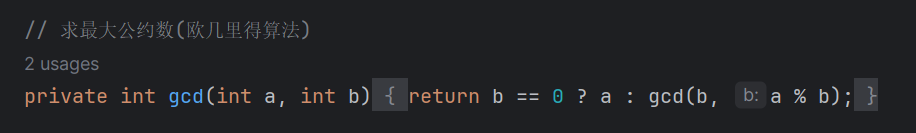 // 求最大公约数(欧几里得算法)
2 usages
private int gcd(int a, int b) { return b == 0 ? a : gcd(b, b: a % b); }